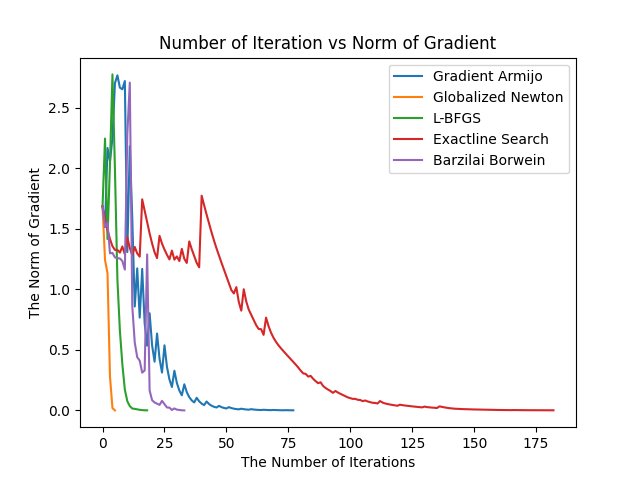 Number of Iteration vs Norm of Gradient
Gradient Armijo
Globalized Newton
L-BFGS
Exactline Search
Barzilai Borwein
The Norm of Gradient
2.5
2.0
1.5
1.0
0.5
0.0
0 25 50 75 100 125 150 175
The Number of Iterations